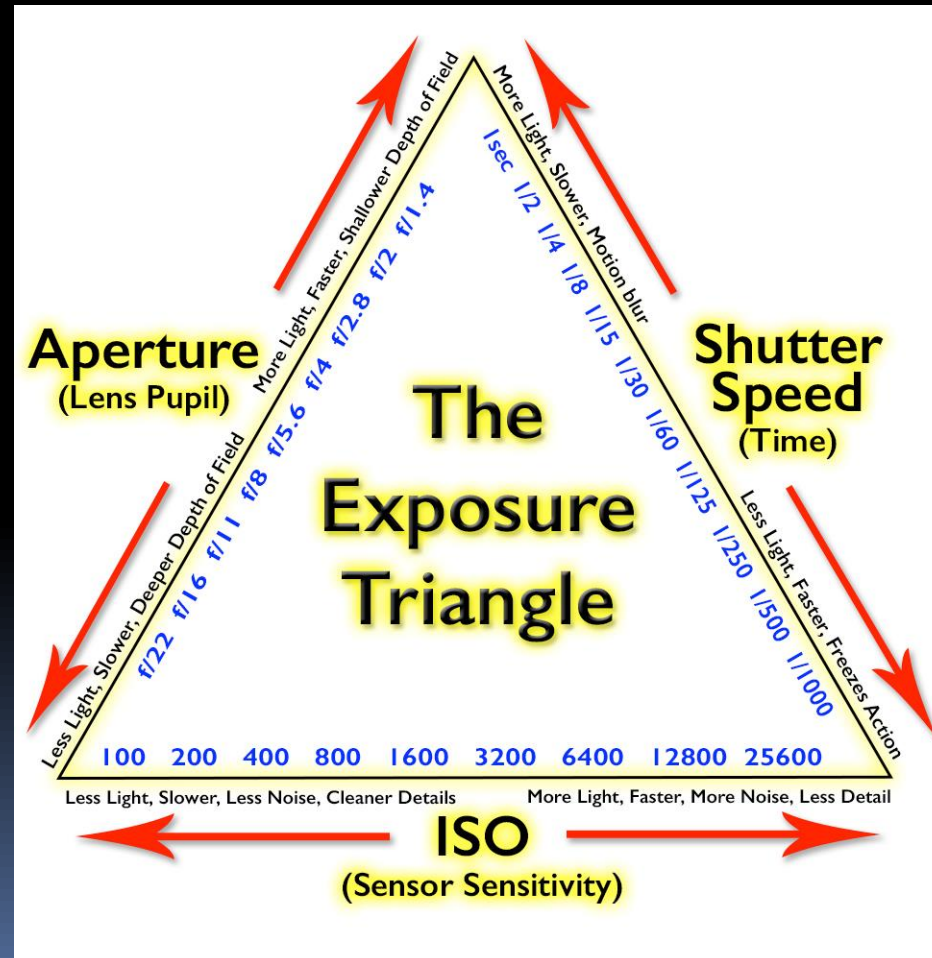 More Light, Faster, Shallower Depth of Field
More Light, Slower, Motion blur
f/1.4
f/2
f/2.8
f/4
f/5.6
f/8
f/11
f/16
f/22
1sec
1/2
1/4
1/8
1/15
1/30
1/60
1/125
1/250
1/500
1/1000
Aperture
(Lens Pupil)
Shutter
Speed
(Time)
The
Exposure
Triangle
Less Light, Slower, Deeper Depth of Field
Less Light, Faster, Freezes Action
100 200 400 800 1600 3200 6400 12800 25600
Less Light, Slower, Less Noise, Cleaner Details
More Light, Faster, More Noise, Less Detail
ISO
(Sensor Sensitivity)